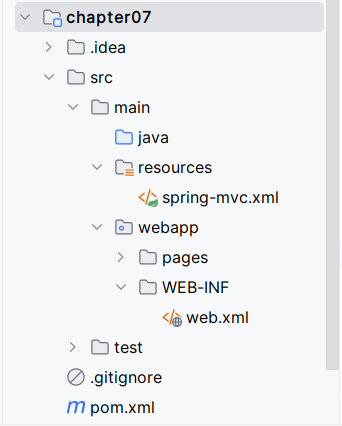 chapter07
.idea
src
main
java
resources
spring-mvc.xml
webapp
pages
WEB-INF
web.xml
test
.gitignore
pom.xml